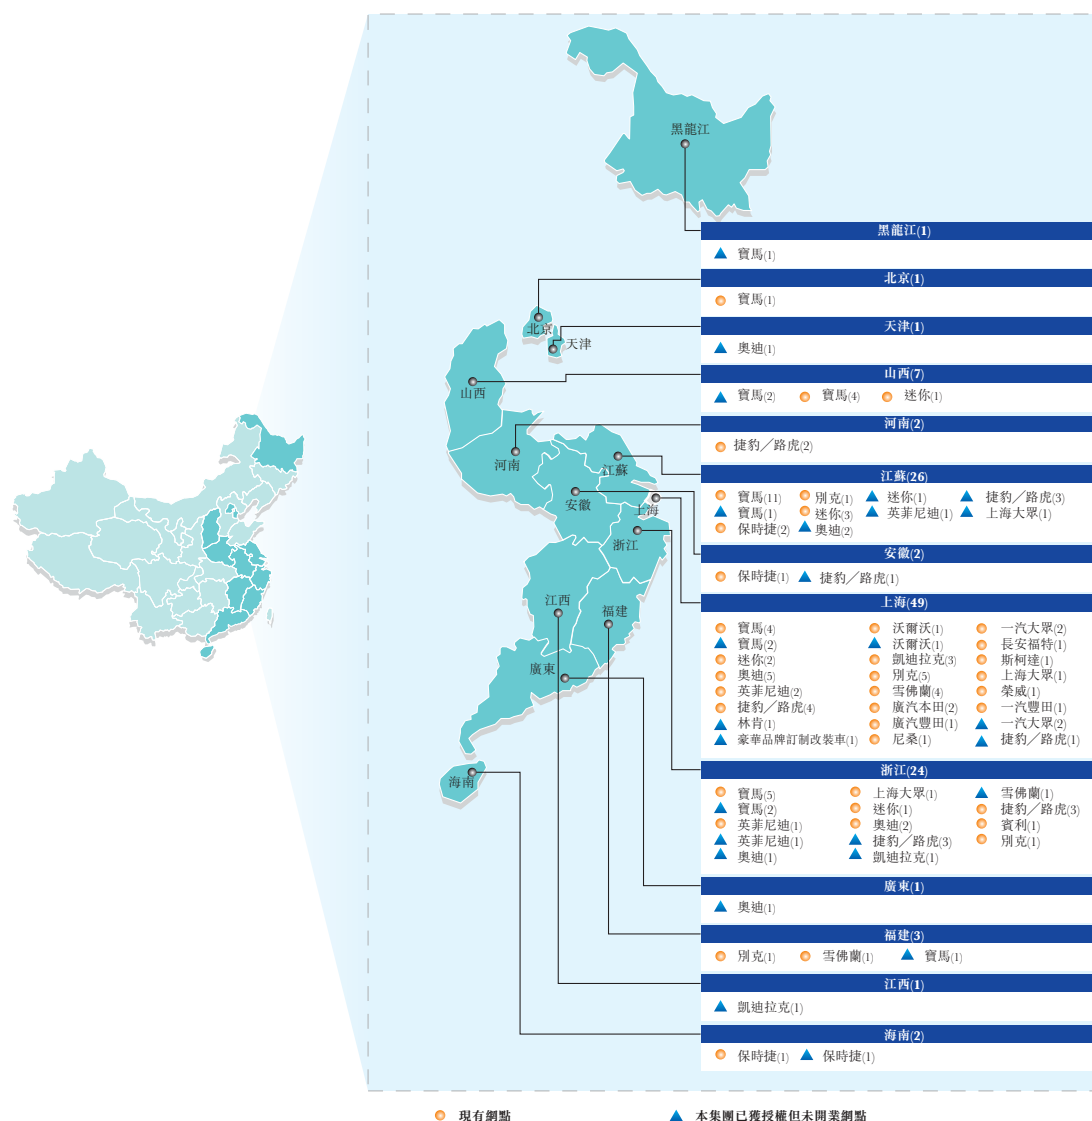 黑龍江
北京
天津
山西
河南
江蘇
安徽
上海
浙江
江西
福建
廣東
海南
黑龍江(1)
寶馬(1)
北京(1)
寶馬(1)
天津(1)
奧迪(1)
山西(7)
寶馬(2) 寶馬(4) 迷你(1)
河南(2)
捷豹／路虎(2)
江蘇(26)
寶馬(11) 別克(1) 迷你(1) 捷豹／路虎(3)
寶馬(1) 迷你(3) 英菲尼迪(1) 上海大眾(1)
保時捷(2) 奧迪(2)
安徽(2)
保時捷(1) 捷豹／路虎(1)
上海(49)
寶馬(4) 沃爾沃(1) 一汽大眾(2)
寶馬(2) 沃爾沃(1) 長安福特(1)
迷你(2) 凱迪拉克(3) 斯柯達(1)
奧迪(5) 別克(5) 上海大眾(1)
英菲尼迪(2) 雪佛蘭(4) 榮威(1)
捷豹／路虎(4) 廣汽本田(2) 一汽豐田(1)
林肯(1) 廣汽豐田(1) 一汽大眾(2)
豪華品牌訂制改裝車(1) 尼桑(1) 捷豹／路虎(1)
浙江(24)
寶馬(5) 上海大眾(1) 雪佛蘭(1)
寶馬(2) 迷你(1) 捷豹／路虎(3)
英菲尼迪(1) 奧迪(2) 賓利(1)
英菲尼迪(1) 捷豹／路虎(3) 別克(1)
奧迪(1) 凱迪拉克(1)
廣東(1)
奧迪(1)
福建(3)
別克(1) 雪佛蘭(1) 寶馬(1)
江西(1)
凱迪拉克(1)
海南(2)
保時捷(1) 保時捷(1)
現有網點 本集團已獲授權但未開業網點